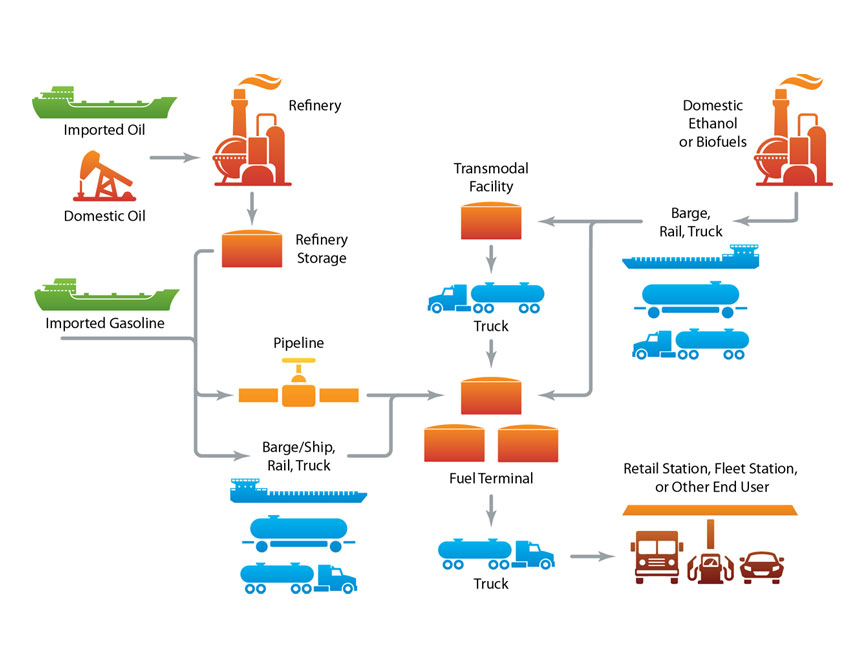 Imported Oil
Domestic Oil
Refinery
Refinery
Storage
Imported Gasoline
Pipeline
Barge/Ship,
Rail, Truck
Domestic
Ethanol
or Biofuels
Barge,
Rail, Truck
Transmodal
Facility
Truck
Fuel Terminal
Truck
Retail Station, Fleet Station,
or Other End User